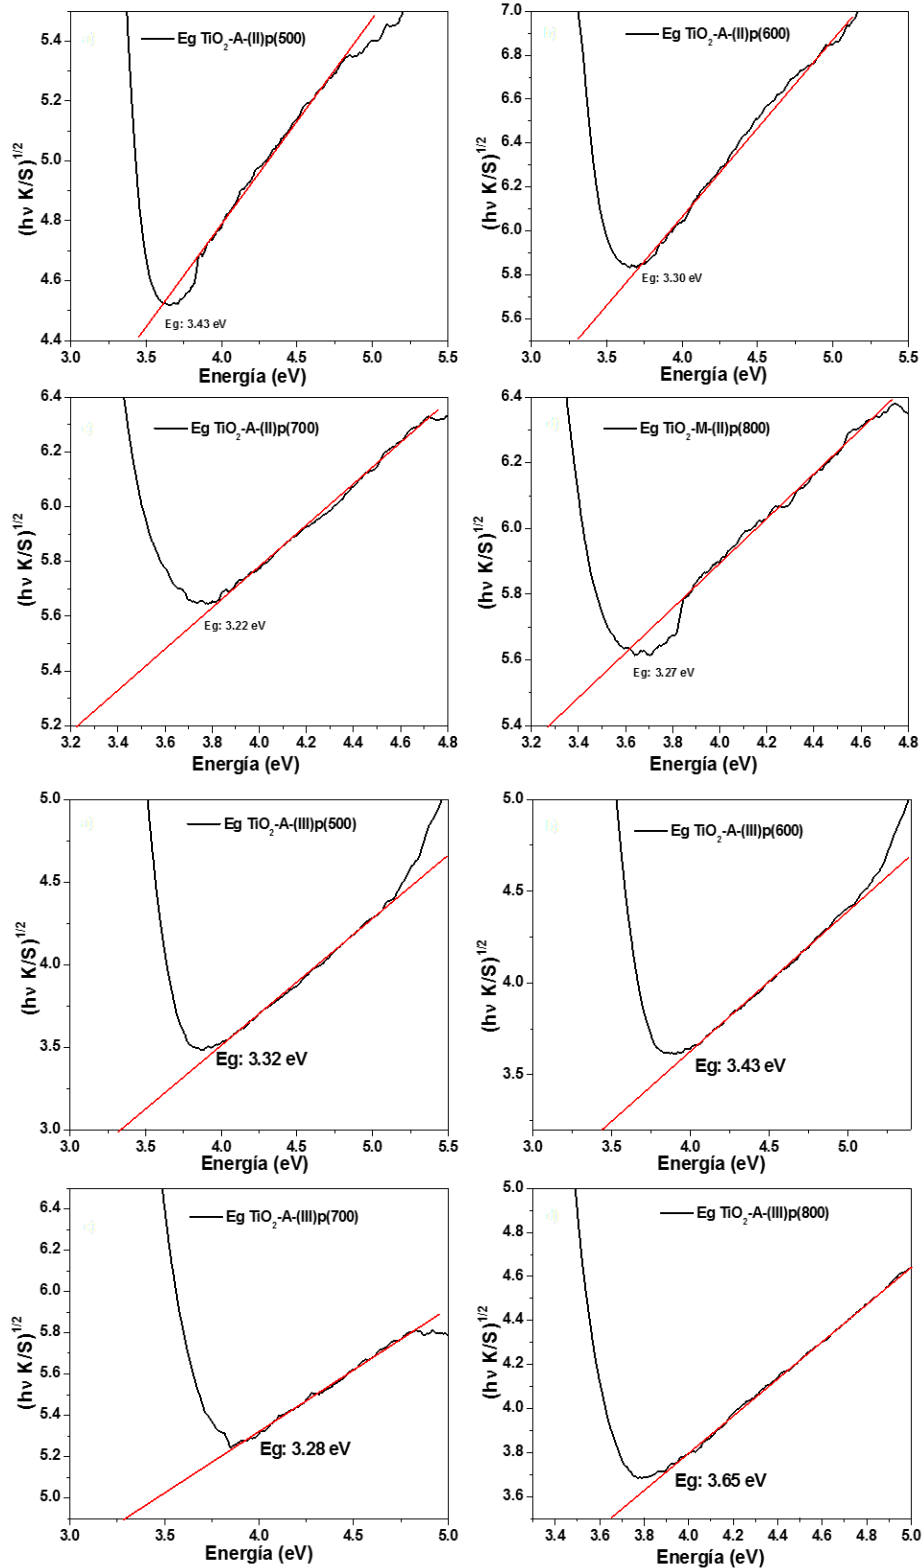 Eg TiO₂-A-(II)p(500)
5.4
5.2
5.0
4.8
4.6
4.4
(hν K/S)^1/2
Eg: 3.43 eV
3.0 3.5 4.0 4.5 5.0 5.5
Energía (eV)
Eg TiO₂-A-(II)p(600)
7.0
6.8
6.6
6.4
6.2
6.0
5.8
5.6
(hν K/S)^1/2
Eg: 3.30 eV
3.0 3.5 4.0 4.5 5.0 5.5
Energía (eV)
Eg TiO₂-A-(II)p(700)
6.4
6.2
6.0
5.8
5.6
5.4
5.2
(hν K/S)^1/2
Eg: 3.22 eV
3.2 3.4 3.6 3.8 4.0 4.2 4.4 4.6 4.8
Energía (eV)
Eg TiO₂-M-(II)p(800)
6.4
6.2
6.0
5.8
5.6
5.4
(hν K/S)^1/2
Eg: 3.27 eV
3.2 3.4 3.6 3.8 4.0 4.2 4.4 4.6 4.8
Energía (eV)
Eg TiO₂-A-(III)p(500)
5.0
4.5
4.0
3.5
3.0
(hν K/S)^1/2
Eg: 3.32 eV
3.0 3.5 4.0 4.5 5.0 5.5
Energía (eV)
Eg TiO₂-A-(III)p(600)
5.0
4.5
4.0
3.5
(hν K/S)^1/2
Eg: 3.43 eV
3.0 3.5 4.0 4.5 5.0
Energía (eV)
Eg TiO₂-A-(III)p(700)
6.4
6.2
6.0
5.8
5.6
5.4
5.2
5.0
(hν K/S)^1/2
Eg: 3.28 eV
3.0 3.5 4.0 4.5 5.0
Energía (eV)
Eg TiO₂-A-(III)p(800)
5.0
4.8
4.6
4.4
4.2
4.0
3.8
3.6
(hν K/S)^1/2
Eg: 3.65 eV
3.4 3.6 3.8 4.0 4.2 4.4 4.6 4.8 5.0
Energía (eV)